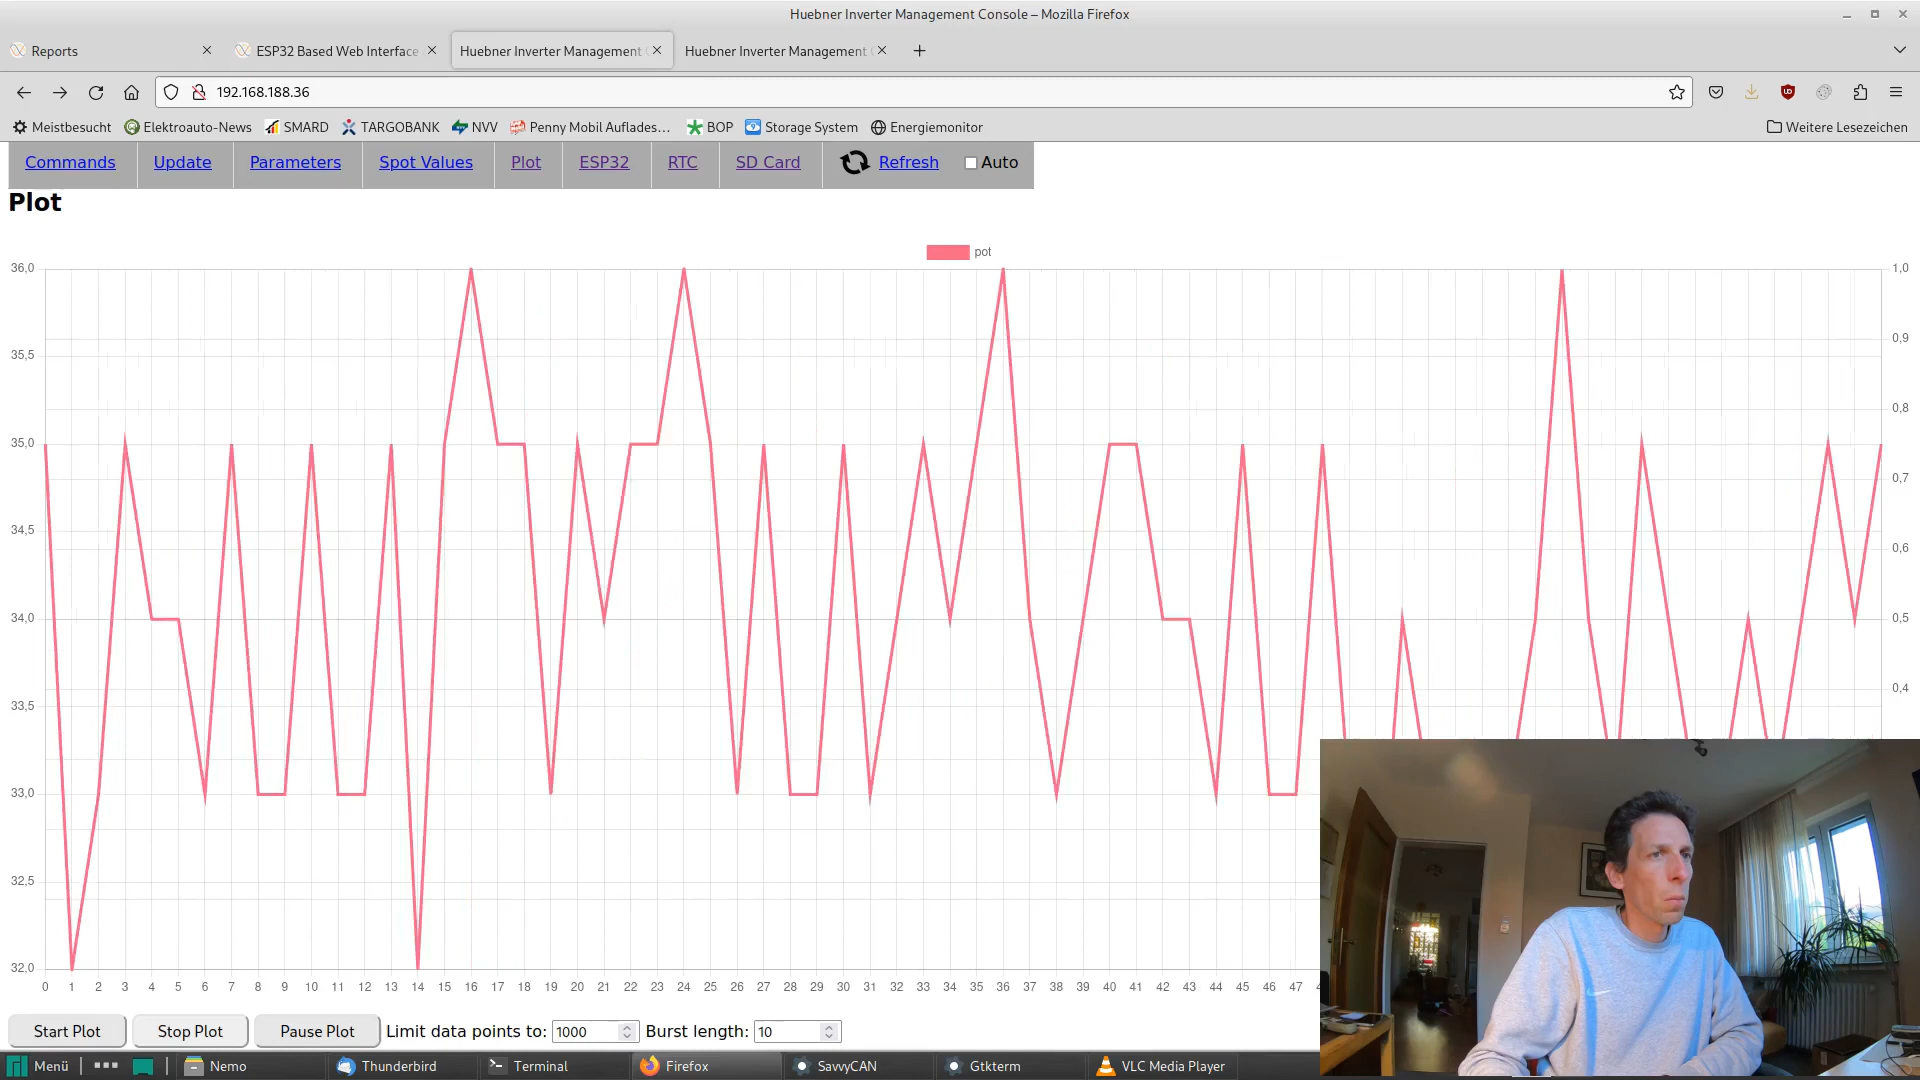 Huebner Inverter Management Console – Mozilla Firefox
Reports
ESP32 Based Web Interface
Huebner Inverter Management
Huebner Inverter Management
192.168.188.36
Meistbesucht
Elektroauto-News
SMARD
TARGOBANK
NVV
Penny Mobil Auflades…
BOP
Storage System
Energiemonitor
Weitere Lesezeichen
Commands
Update
Parameters
Spot Values
Plot
ESP32
RTC
SD Card
Refresh
Auto
Plot
pot
36,0
35,5
35,0
34,5
34,0
33,5
33,0
32,5
32,0
1,0
0,9
0,8
0,7
0,6
0,5
0,4
0 1 2 3 4 5 6 7 8 9 10 11 12 13 14 15 16 17 18 19 20 21 22 23 24 25 26 27 28 29 30 31 32 33 34 35 36 37 38 39 40 41 42 43 44 45 46 47
Start Plot
Stop Plot
Pause Plot
Limit data points to: 1000
Burst length: 10
Menü
Nemo
Thunderbird
Terminal
Firefox
SavvyCAN
Gtkterm
VLC Media Player